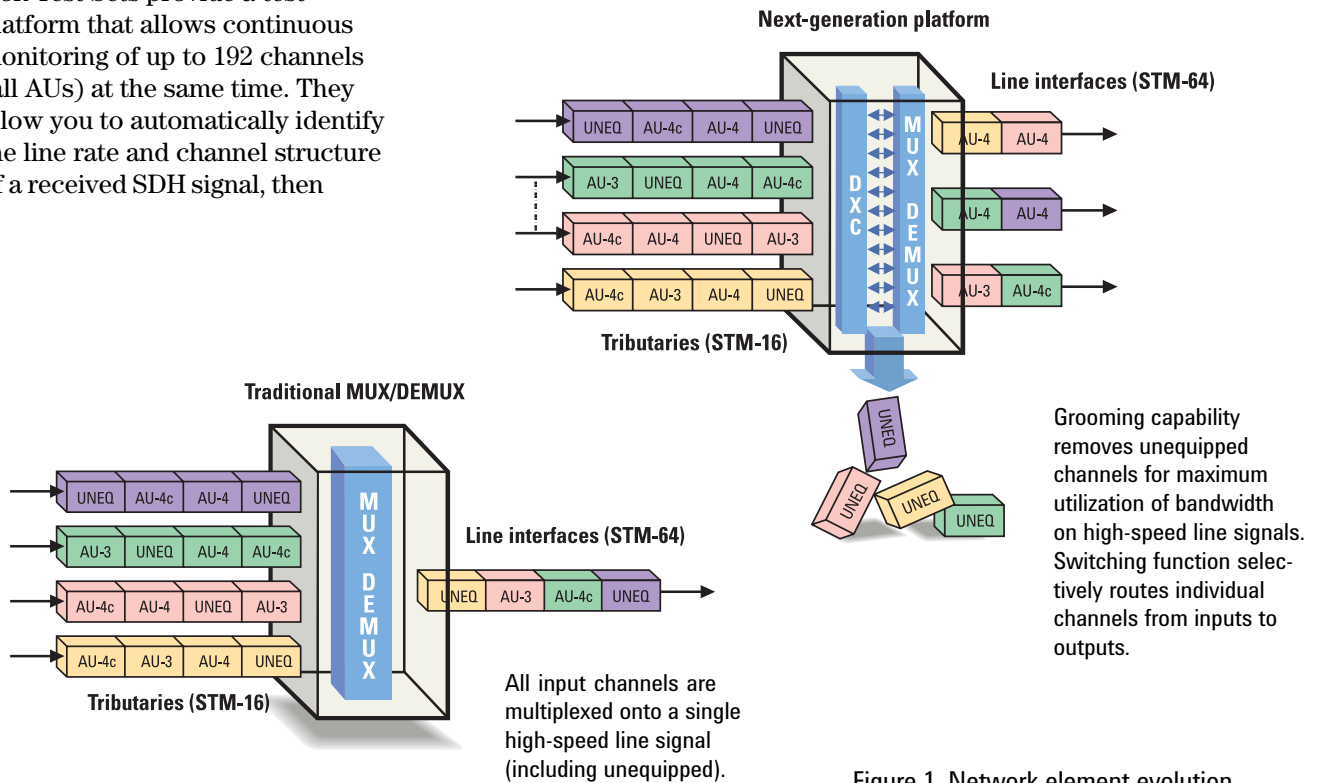 on Test Sets provide a test
latform that allows continuous
onitoring of up to 192 channels
all AUs) at the same time. They
llow you to automatically identify
he line rate and channel structure
f a received SDH signal, then
Next-generation platform
Line interfaces (STM-64)
UNEQ AU-4c AU-4 UNEQ
AU-3 UNEQ AU-4 AU-4c
AU-4c AU-4 UNEQ AU-3
AU-4c AU-3 AU-4 UNEQ
DXC
MUX DEMUX
AU-4 AU-4
AU-4 AU-4
AU-3 AU-4c
Tributaries (STM-16)
UNEQ
UNEQ
UNEQ
UNEQ
Grooming capability
removes unequipped
channels for maximum
utilization of bandwidth
on high-speed line signals.
Switching function selec-
tively routes individual
channels from inputs to
outputs.
Traditional MUX/DEMUX
UNEQ AU-4c AU-4 UNEQ
AU-3 UNEQ AU-4 AU-4c
AU-4c AU-4 UNEQ AU-3
AU-4c AU-3 AU-4 UNEQ
MUX DEMUX
Line interfaces (STM-64)
UNEQ AU-3 AU-4c UNEQ
Tributaries (STM-16)
All input channels are
multiplexed onto a single
high-speed line signal
(including unequipped).
Figure 1. Network element evolution